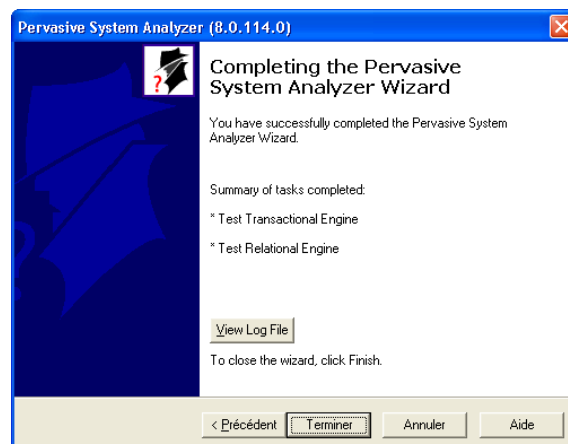 Pervasive System Analyzer (8.0.114.0)
?
Completing the Pervasive
System Analyzer Wizard
You have successfully completed the Pervasive System
Analyzer Wizard.
Summary of tasks completed:
* Test Transactional Engine
* Test Relational Engine
View Log File
To close the wizard, click Finish.
< Précédent Terminer Annuler Aide